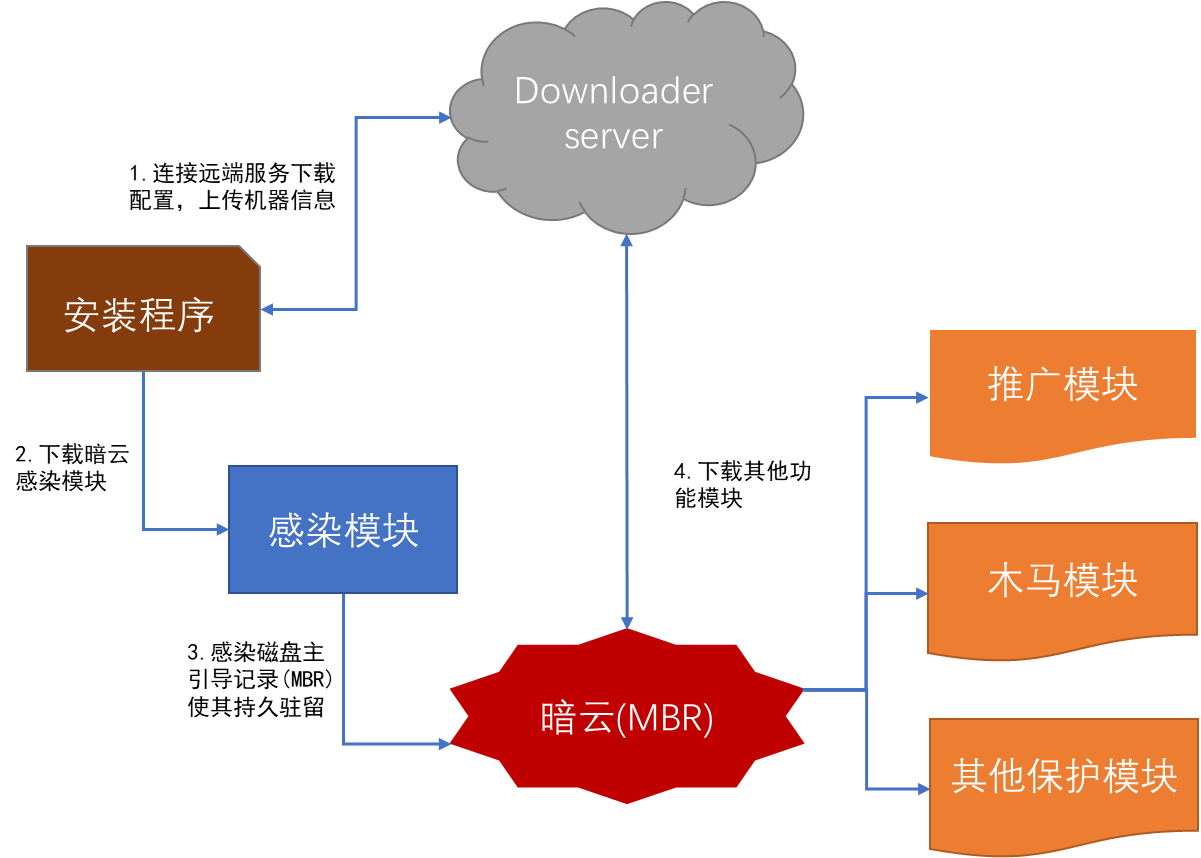 Downloader
server
1.连接远端服务下载
配置，上传机器信息
安装程序
2.下载暗云
感染模块
感染模块
3.感染磁盘主
引导记录(MBR)
使其持久驻留
4.下载其他功
能模块
暗云(MBR)
推广模块
木马模块
其他保护模块